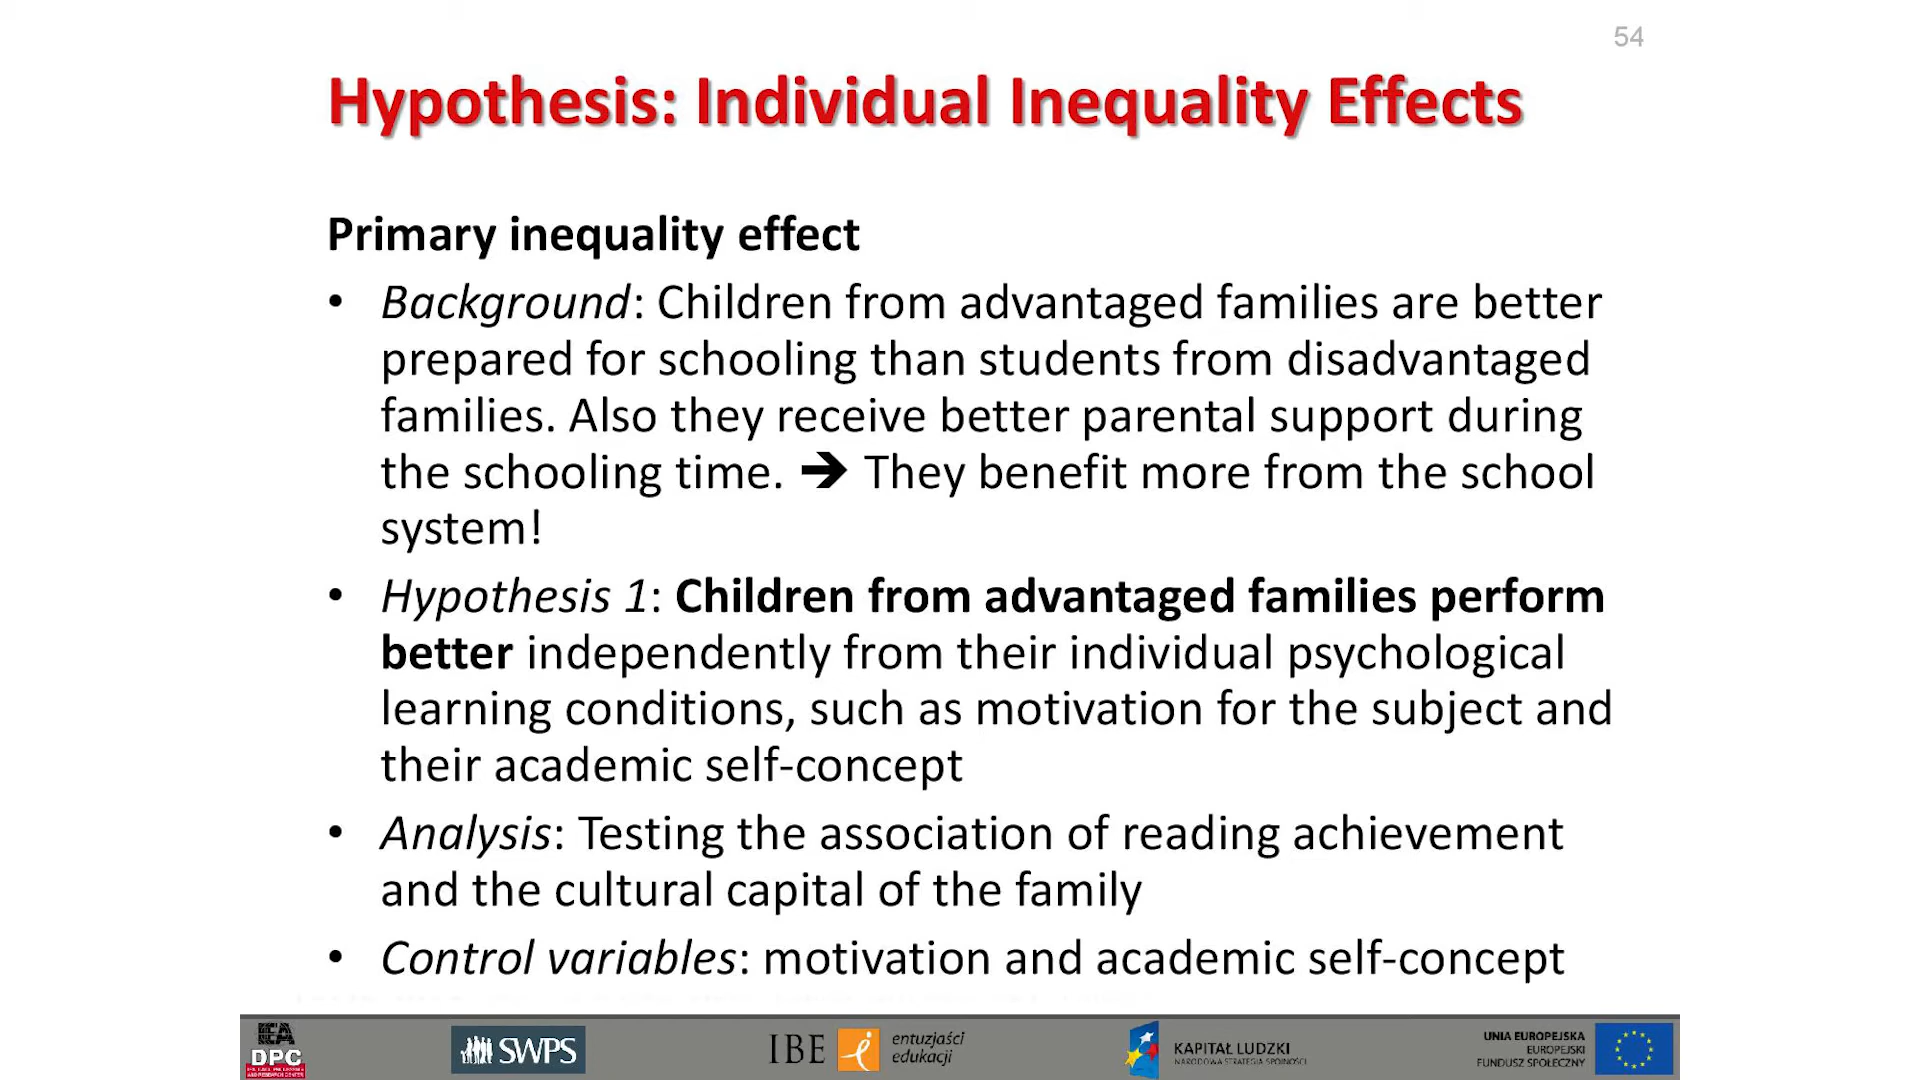 54
Hypothesis: Individual Inequality Effects
Primary inequality effect
• Background: Children from advantaged families are better
prepared for schooling than students from disadvantaged
families. Also they receive better parental support during
the schooling time. ➔ They benefit more from the school
system!
• Hypothesis 1: Children from advantaged families perform
better independently from their individual psychological
learning conditions, such as motivation for the subject and
their academic self-concept
• Analysis: Testing the association of reading achievement
and the cultural capital of the family
• Control variables: motivation and academic self-concept
IEA
DPC
SWPS
IBE
entuzjaści
edukacji
KAPITAŁ LUDZKI
NARODOWA STRATEGIA SPÓJNOŚCI
UNIA EUROPEJSKA
EUROPEJSKI
FUNDUSZ SPOŁECZNY